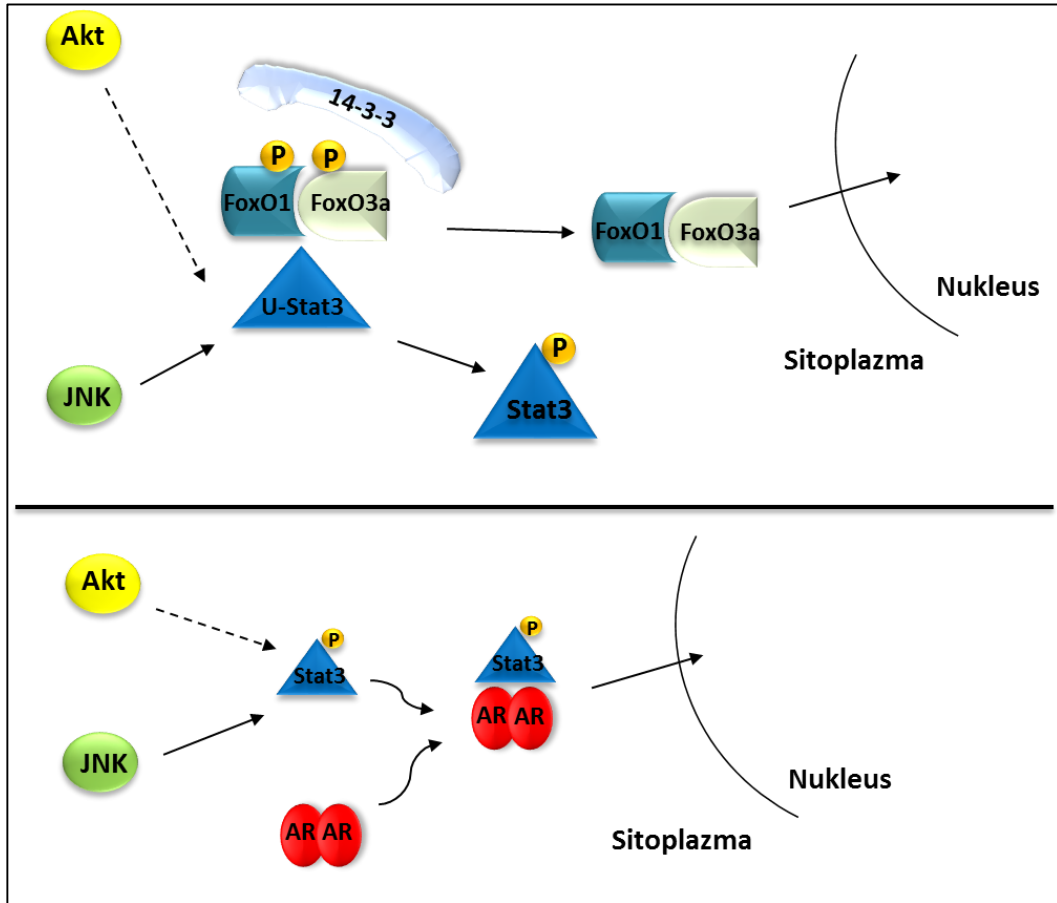 Akt
14-3-3
P
P
FoxO1
FoxO3a
U-Stat3
JNK
P
Stat3
FoxO1
FoxO3a
Nukleus
Sitoplazma
Akt
P
Stat3
JNK
AR
AR
P
Stat3
AR
AR
Nukleus
Sitoplazma